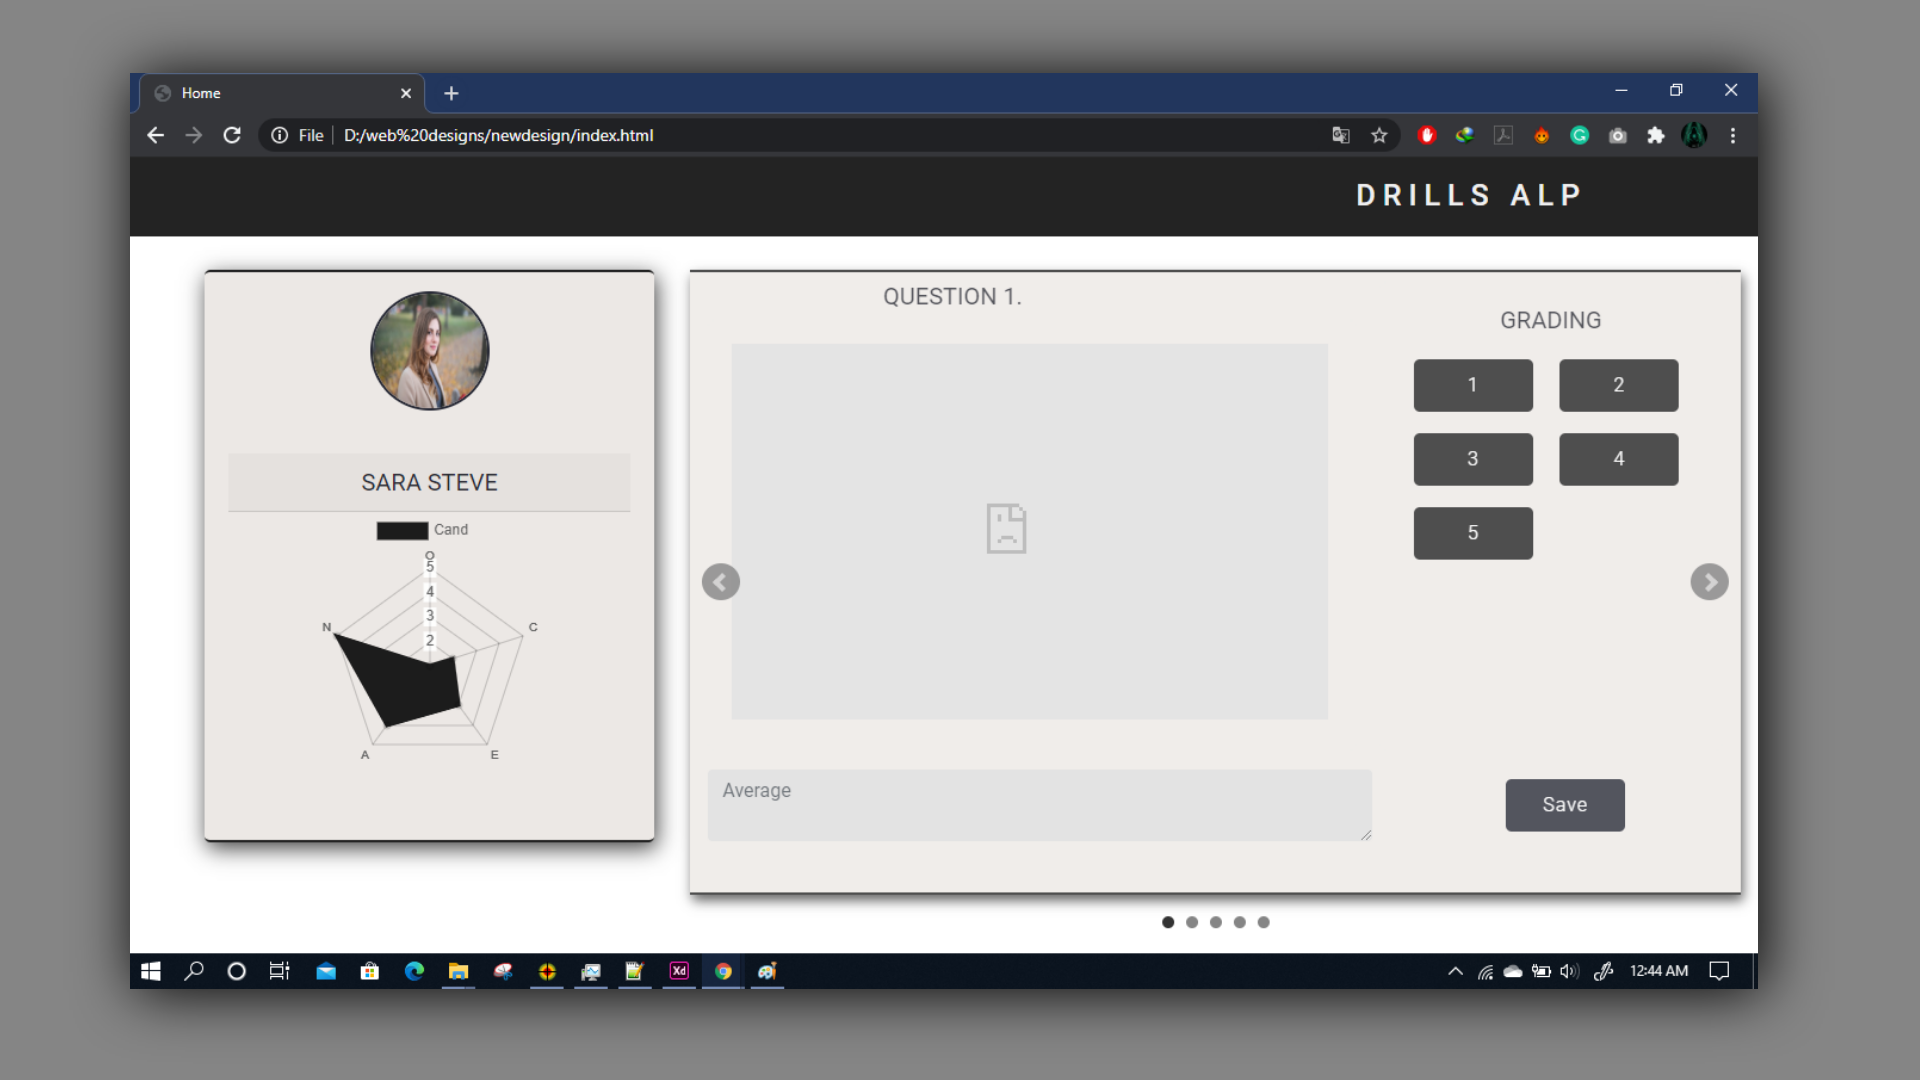 Home
File D:/web%20designs/newdesign/index.html
DRILLS ALP
SARA STEVE
Cand
O
5
4
3
2
N
C
A
E
QUESTION 1.
GRADING
1 2
3 4
5
Average
Save
Xd
12:44 AM